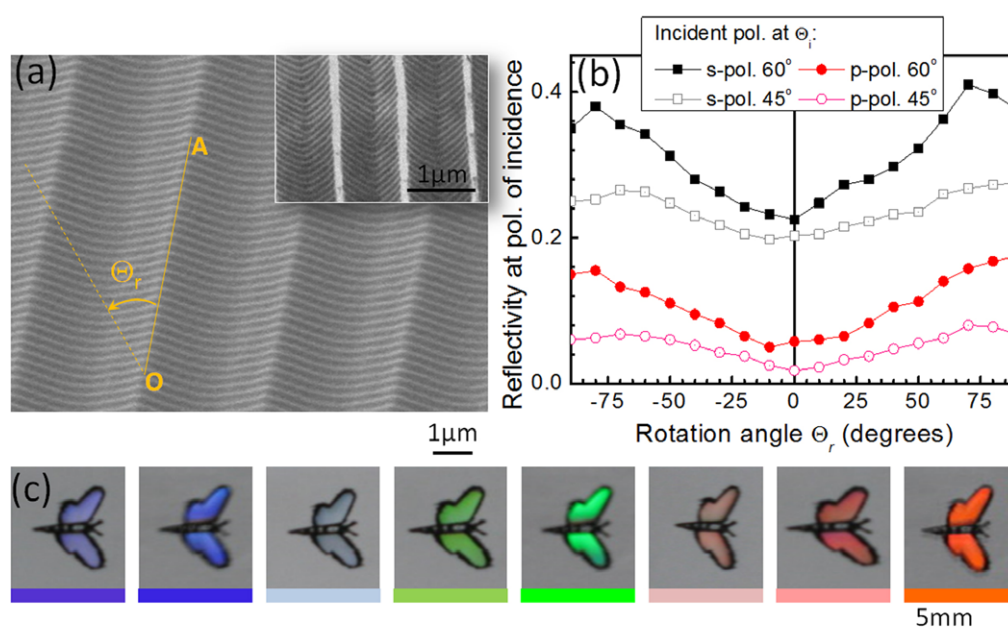 (a)
A
Θr
O
1µm
1µm
(b)
Incident pol. at Θi:
s-pol. 60° p-pol. 60°
s-pol. 45° p-pol. 45°
Reflectivity at pol. of incidence
0.4
0.2
0.0
-75 -50 -25 0 25 50 75
Rotation angle Θr (degrees)
(c)
5mm